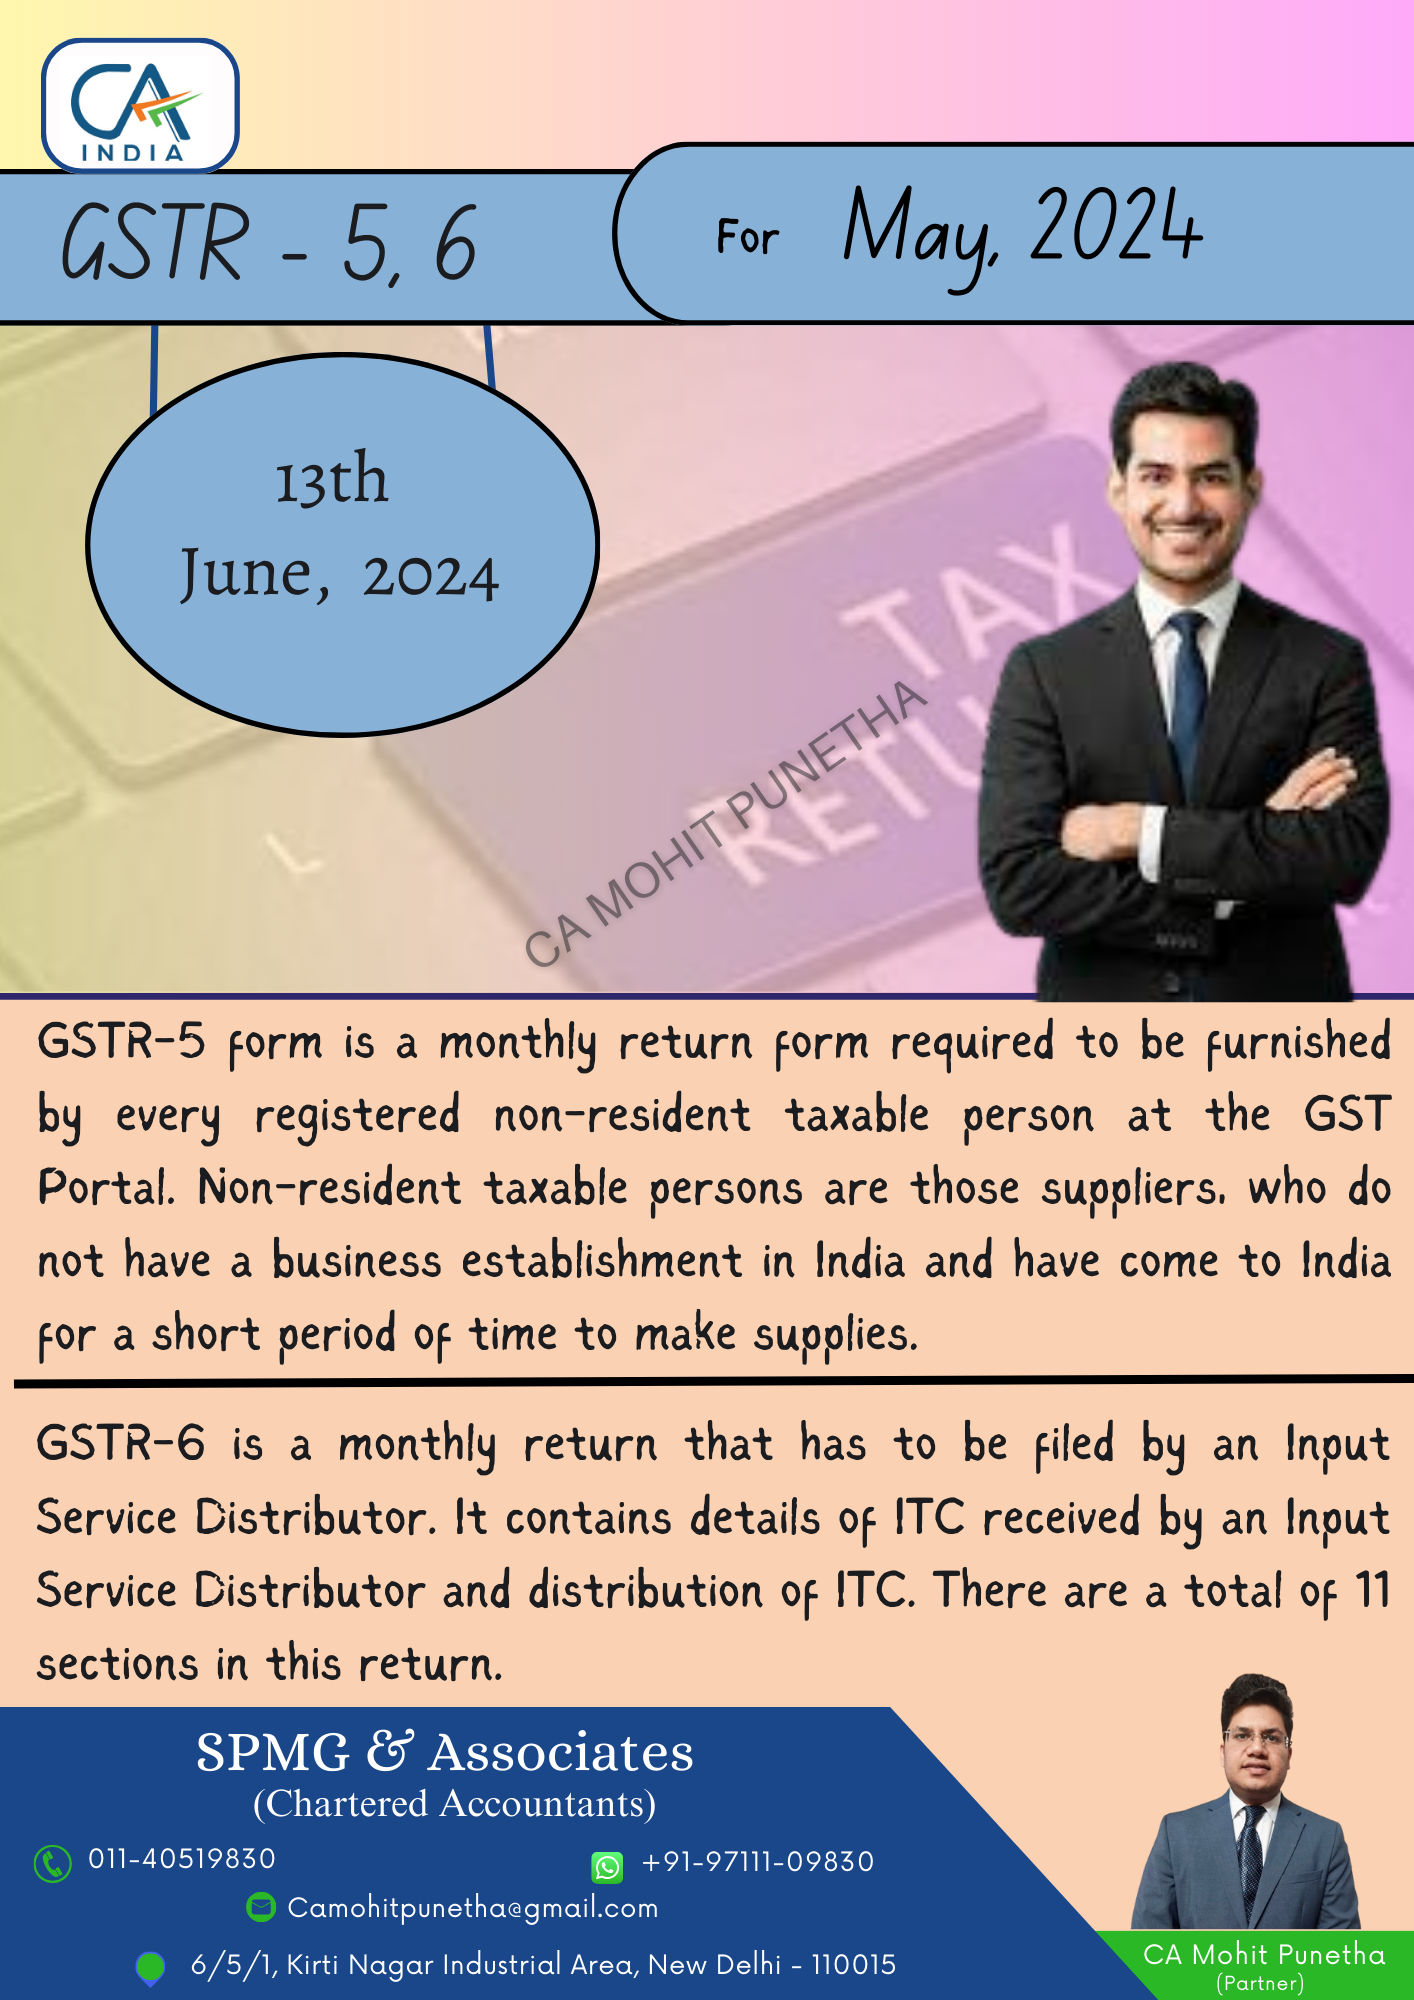 CA
INDIA
GSTR - 5, 6
For May, 2024
13th
June, 2024
TAX
RETU
CA MOHIT PUNETHA
GSTR-5 form is a monthly return form required to be furnished
by every registered non-resident taxable person at the GST
Portal. Non-resident taxable persons are those suppliers, who do
not have a business establishment in India and have come to India
for a short period of time to make supplies.
GSTR-6 is a monthly return that has to be filed by an Input
Service Distributor. It contains details of ITC received by an Input
Service Distributor and distribution of ITC. There are a total of 11
sections in this return.
SPMG & Associates
(Chartered Accountants)
011-40519830
+91-97111-09830
Camohitpunetha@gmail.com
6/5/1, Kirti Nagar Industrial Area, New Delhi - 110015
CA Mohit Punetha
(Partner)